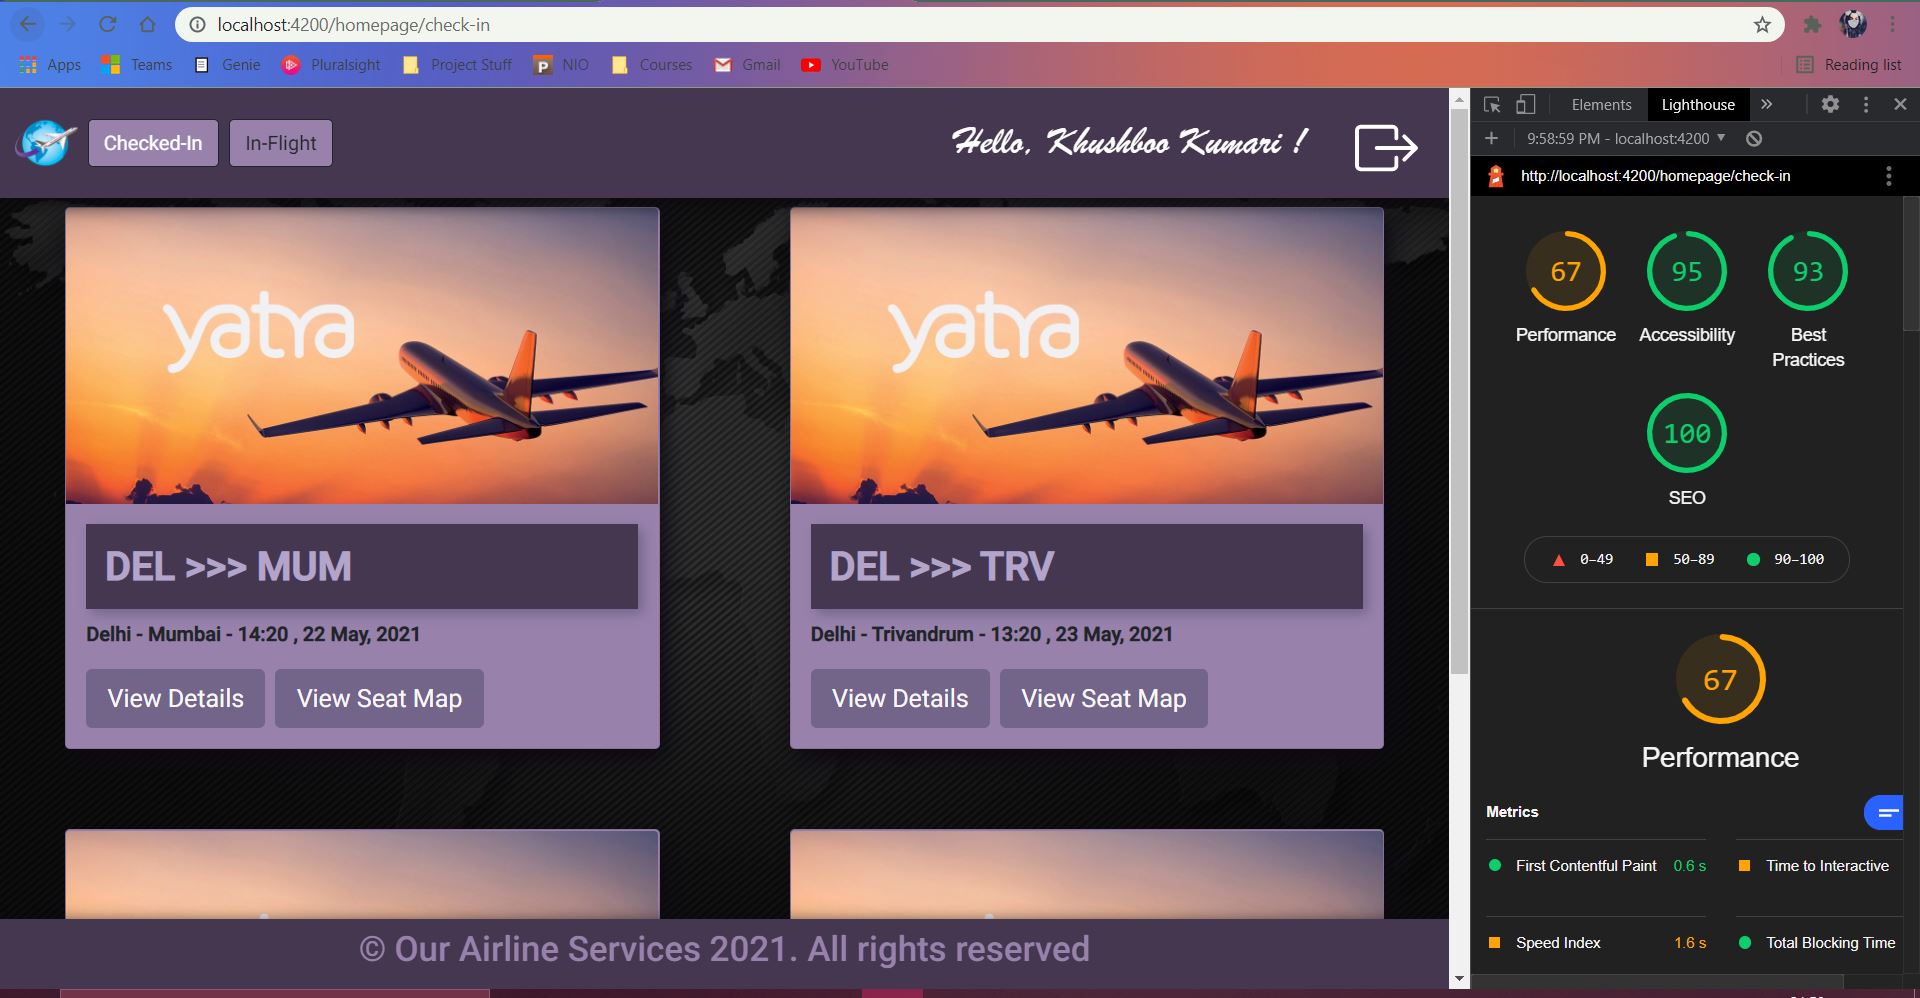 localhost:4200/homepage/check-in
Apps Teams Genie Pluralsight Project Stuff NIO Courses Gmail YouTube Reading list
Checked-In In-Flight Hello, Khushboo Kumari !
yatra
DEL >>> MUM
Delhi - Mumbai - 14:20 , 22 May, 2021
View Details View Seat Map
yatra
DEL >>> TRV
Delhi - Trivandrum - 13:20 , 23 May, 2021
View Details View Seat Map
© Our Airline Services 2021. All rights reserved
Elements Lighthouse
9:58:59 PM - localhost:4200
http://localhost:4200/homepage/check-in
67 95 93
Performance Accessibility Best
Practices
100
SEO
0–49 50–89 90–100
67
Performance
Metrics
First Contentful Paint 0.6 s Time to Interactive
Speed Index 1.6 s Total Blocking Time